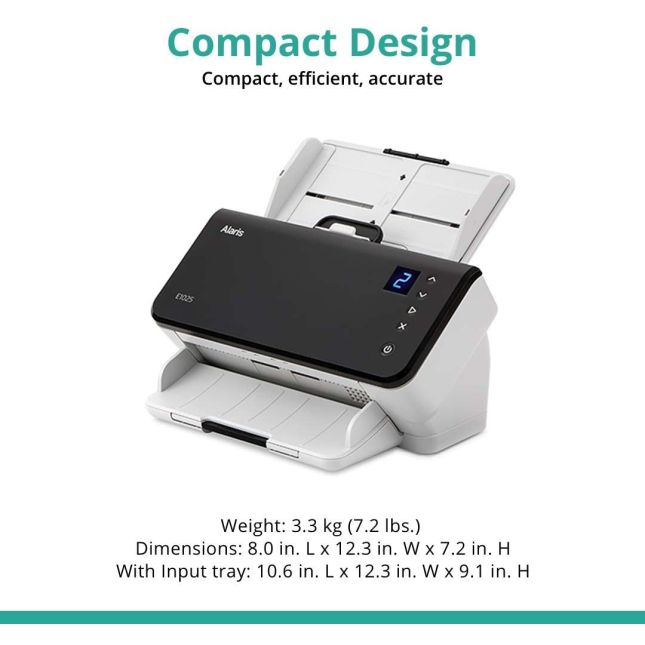 Compact Design
Compact, efficient, accurate
Alaris
E1025
2
Weight: 3.3 kg (7.2 lbs.)
Dimensions: 8.0 in. L x 12.3 in. W x 7.2 in. H
With Input tray: 10.6 in. L x 12.3 in. W x 9.1 in. H